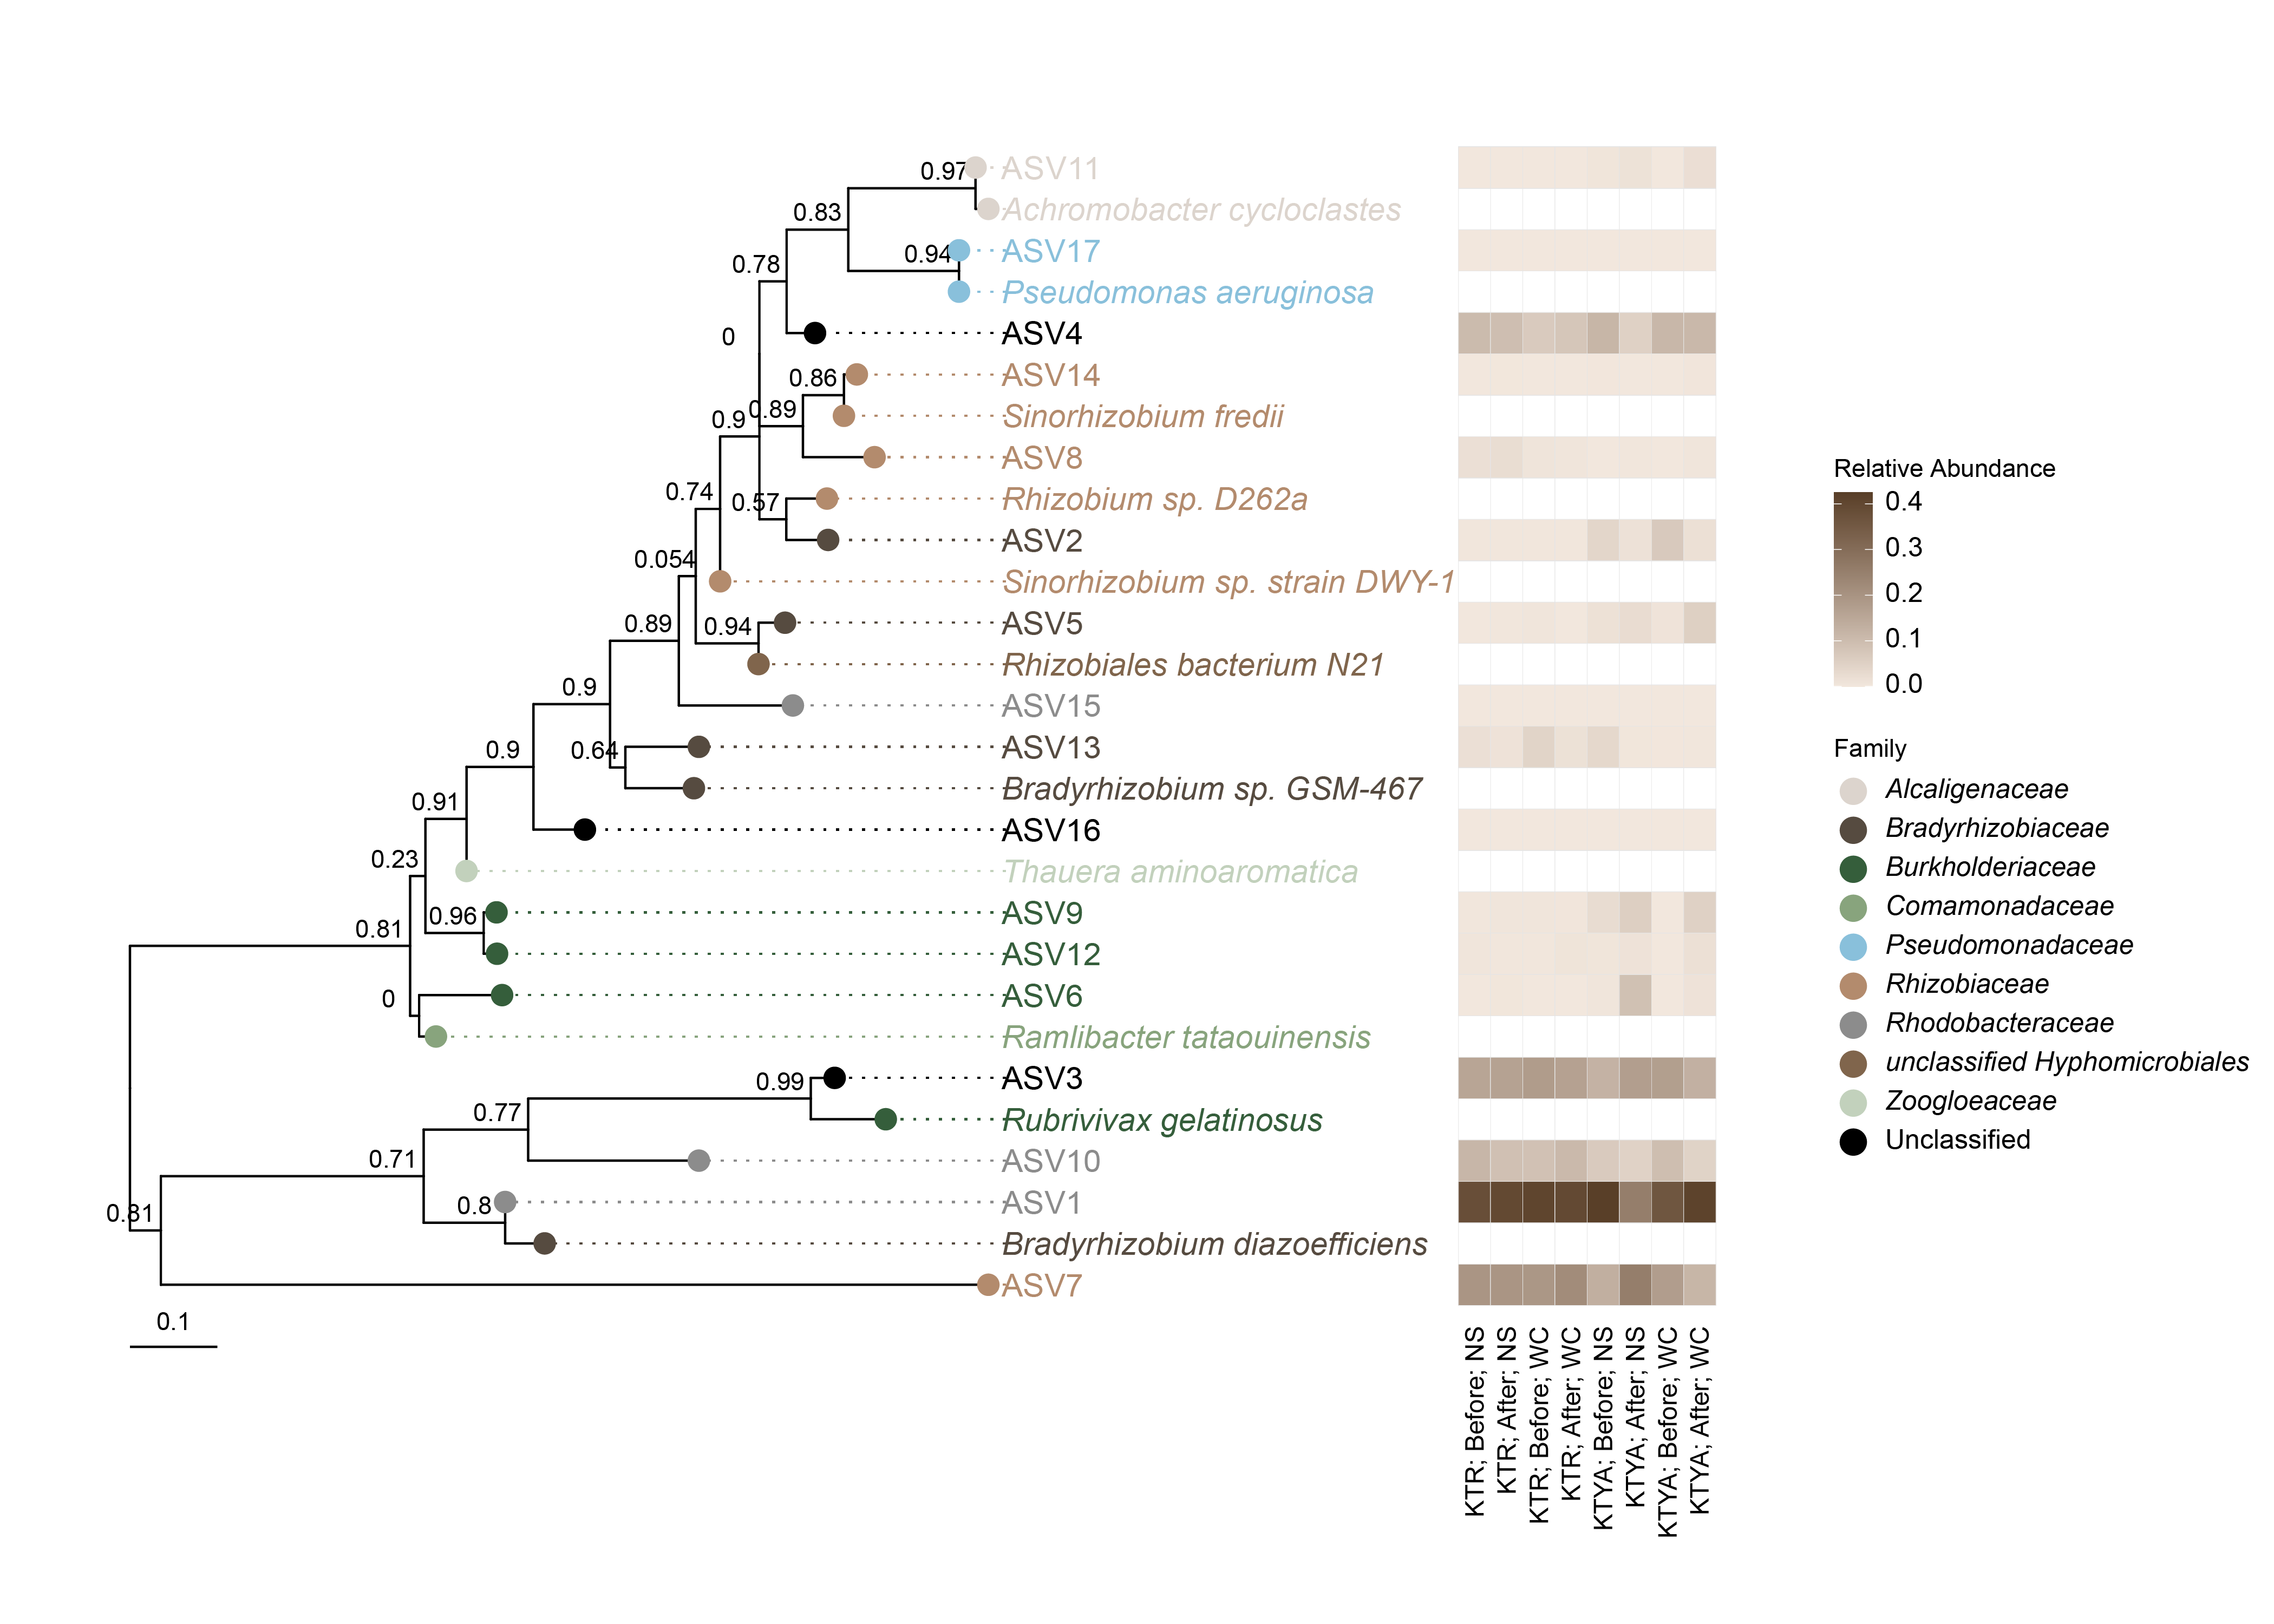 0.97
ASV11
Achromobacter cycloclastes
0.83
0.94
ASV17
Pseudomonas aeruginosa
0.78
0
ASV4
0.86
ASV14
0.9
0.89
Sinorhizobium fredii
ASV8
0.74
0.57
Rhizobium sp. D262a
ASV2
0.054
Sinorhizobium sp. strain DWY-1
0.89
0.94
ASV5
Rhizobiales bacterium N21
0.9
ASV15
0.9
0.64
ASV13
Bradyrhizobium sp. GSM-467
0.91
ASV16
0.23
Thauera aminoaromatica
0.81
0.96
ASV9
ASV12
0
ASV6
Ramlibacter tataouinensis
0.99
ASV3
0.77
Rubrivivax gelatinosus
0.71
ASV10
0.81
0.8
ASV1
Bradyrhizobium diazoefficiens
ASV7
0.1
KTR; Before; NS
KTR; After; NS
KTR; Before; WC
KTR; After; WC
KTYA; Before; NS
KTYA; After; NS
KTYA; Before; WC
KTYA; After; WC
Relative Abundance
0.4
0.3
0.2
0.1
0.0
Family
Alcaligenaceae
Bradyrhizobiaceae
Burkholderiaceae
Comamonadaceae
Pseudomonadaceae
Rhizobiaceae
Rhodobacteraceae
unclassified Hyphomicrobiales
Zoogloeaceae
Unclassified